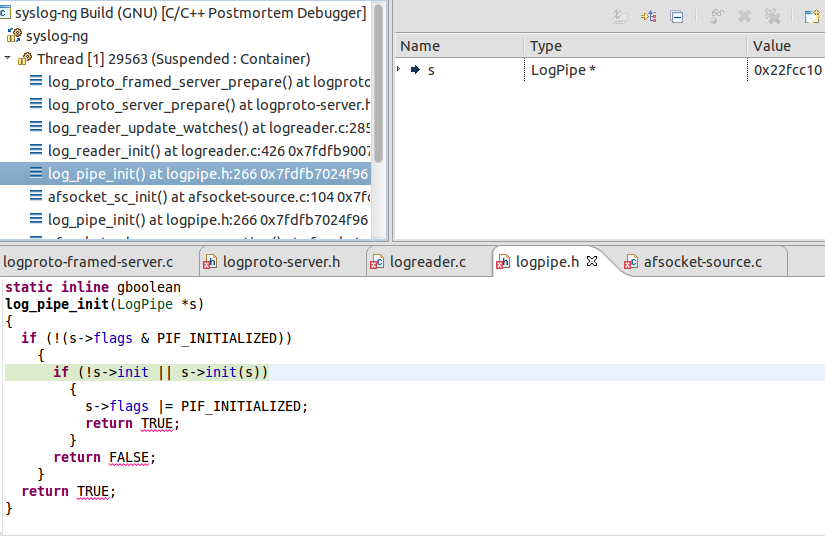 syslog-ng Build (GNU) [C/C++ Postmortem Debugger]
syslog-ng
Thread [1] 29563 (Suspended : Container)
log_proto_framed_server_prepare() at logproto
log_proto_server_prepare() at logproto-server.h
log_reader_update_watches() at logreader.c:285
log_reader_init() at logreader.c:426 0x7fdfb9007
log_pipe_init() at logpipe.h:266 0x7fdfb7024f96
afsocket_sc_init() at afsocket-source.c:104 0x7fd
log_pipe_init() at logpipe.h:266 0x7fdfb7024f96
Name Type Value
s LogPipe * 0x22fcc10
logproto-framed-server.c logproto-server.h logreader.c logpipe.h afsocket-source.c
static inline gboolean
log_pipe_init(LogPipe *s)
{
if (!(s->flags & PIF_INITIALIZED))
{
if (!s->init || s->init(s))
{
s->flags |= PIF_INITIALIZED;
return TRUE;
}
return FALSE;
}
return TRUE;
}